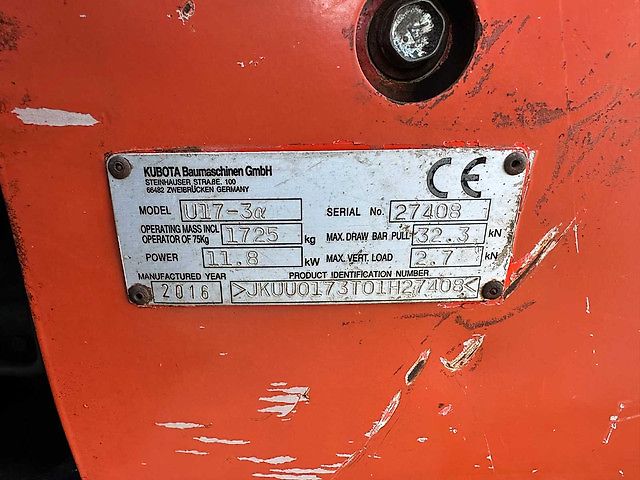 KUBOTA Baumaschinen GmbH
STEINHAUSER STRAßE. 100
66482 ZWEIBRÜCKEN GERMANY
CE
MODEL U17-3α SERIAL No. 27408
OPERATING MASS INCL OPERATOR OF 75Kg 1725 kg MAX. DRAW BAR PULL 32.3 kN
POWER 11.8 kW MAX. VERT. LOAD 2.7 kN
MANUFACTURED YEAR PRODUCT IDENTIFICATION NUMBER
2016 >JKUU0173T01H27408<